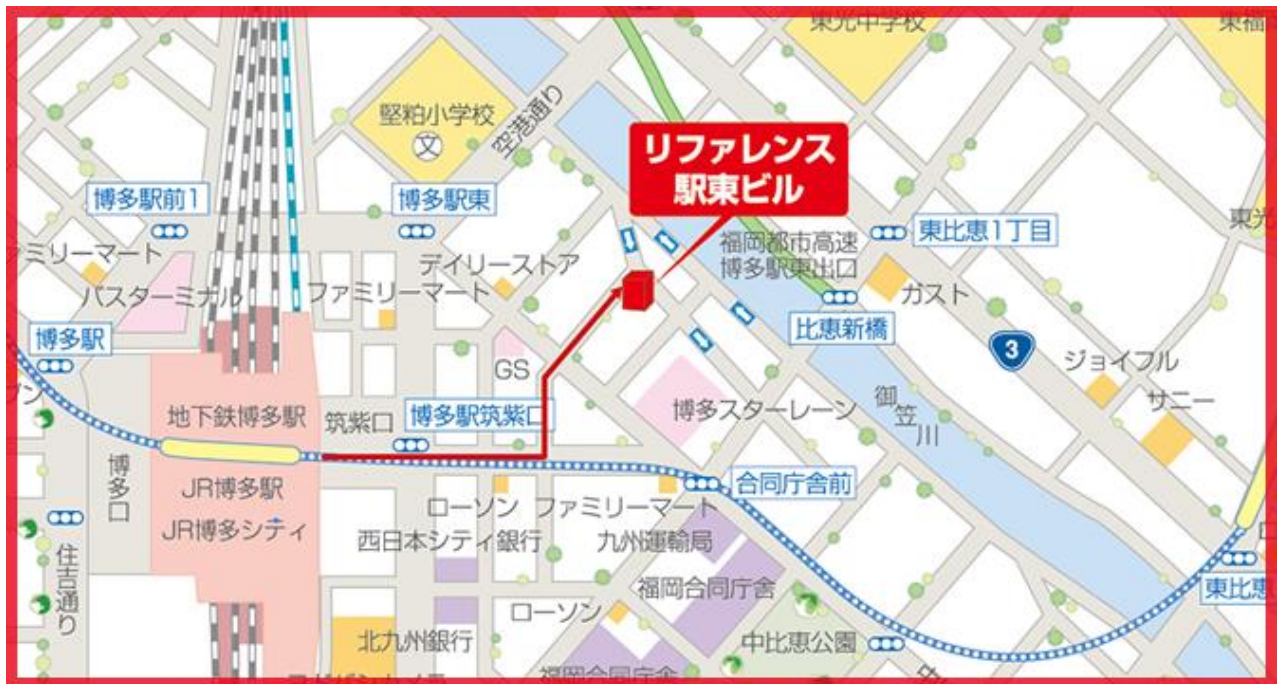 東光中学校
堅粕小学校
文
空港通り
リファレンス
駅東ビル
博多駅前1
博多駅東
東比恵1丁目
福岡都市高速
博多駅東出口
デイリーストア
ァミリーマート
バスターミナル
ファミリーマート
ガスト
博多駅
比恵新橋
3
ジョイフル
GS
サニー
地下鉄博多駅
筑紫口
博多駅筑紫口
博多スターレーン
御笠川
博多口
JR博多駅
JR博多シティ
合同庁舎前
ローソン
ファミリーマート
西日本シティ銀行
九州運輸局
住吉通り
福岡合同庁舎
東比恵
ローソン
北九州銀行
中比恵公園
福岡合同庁舎